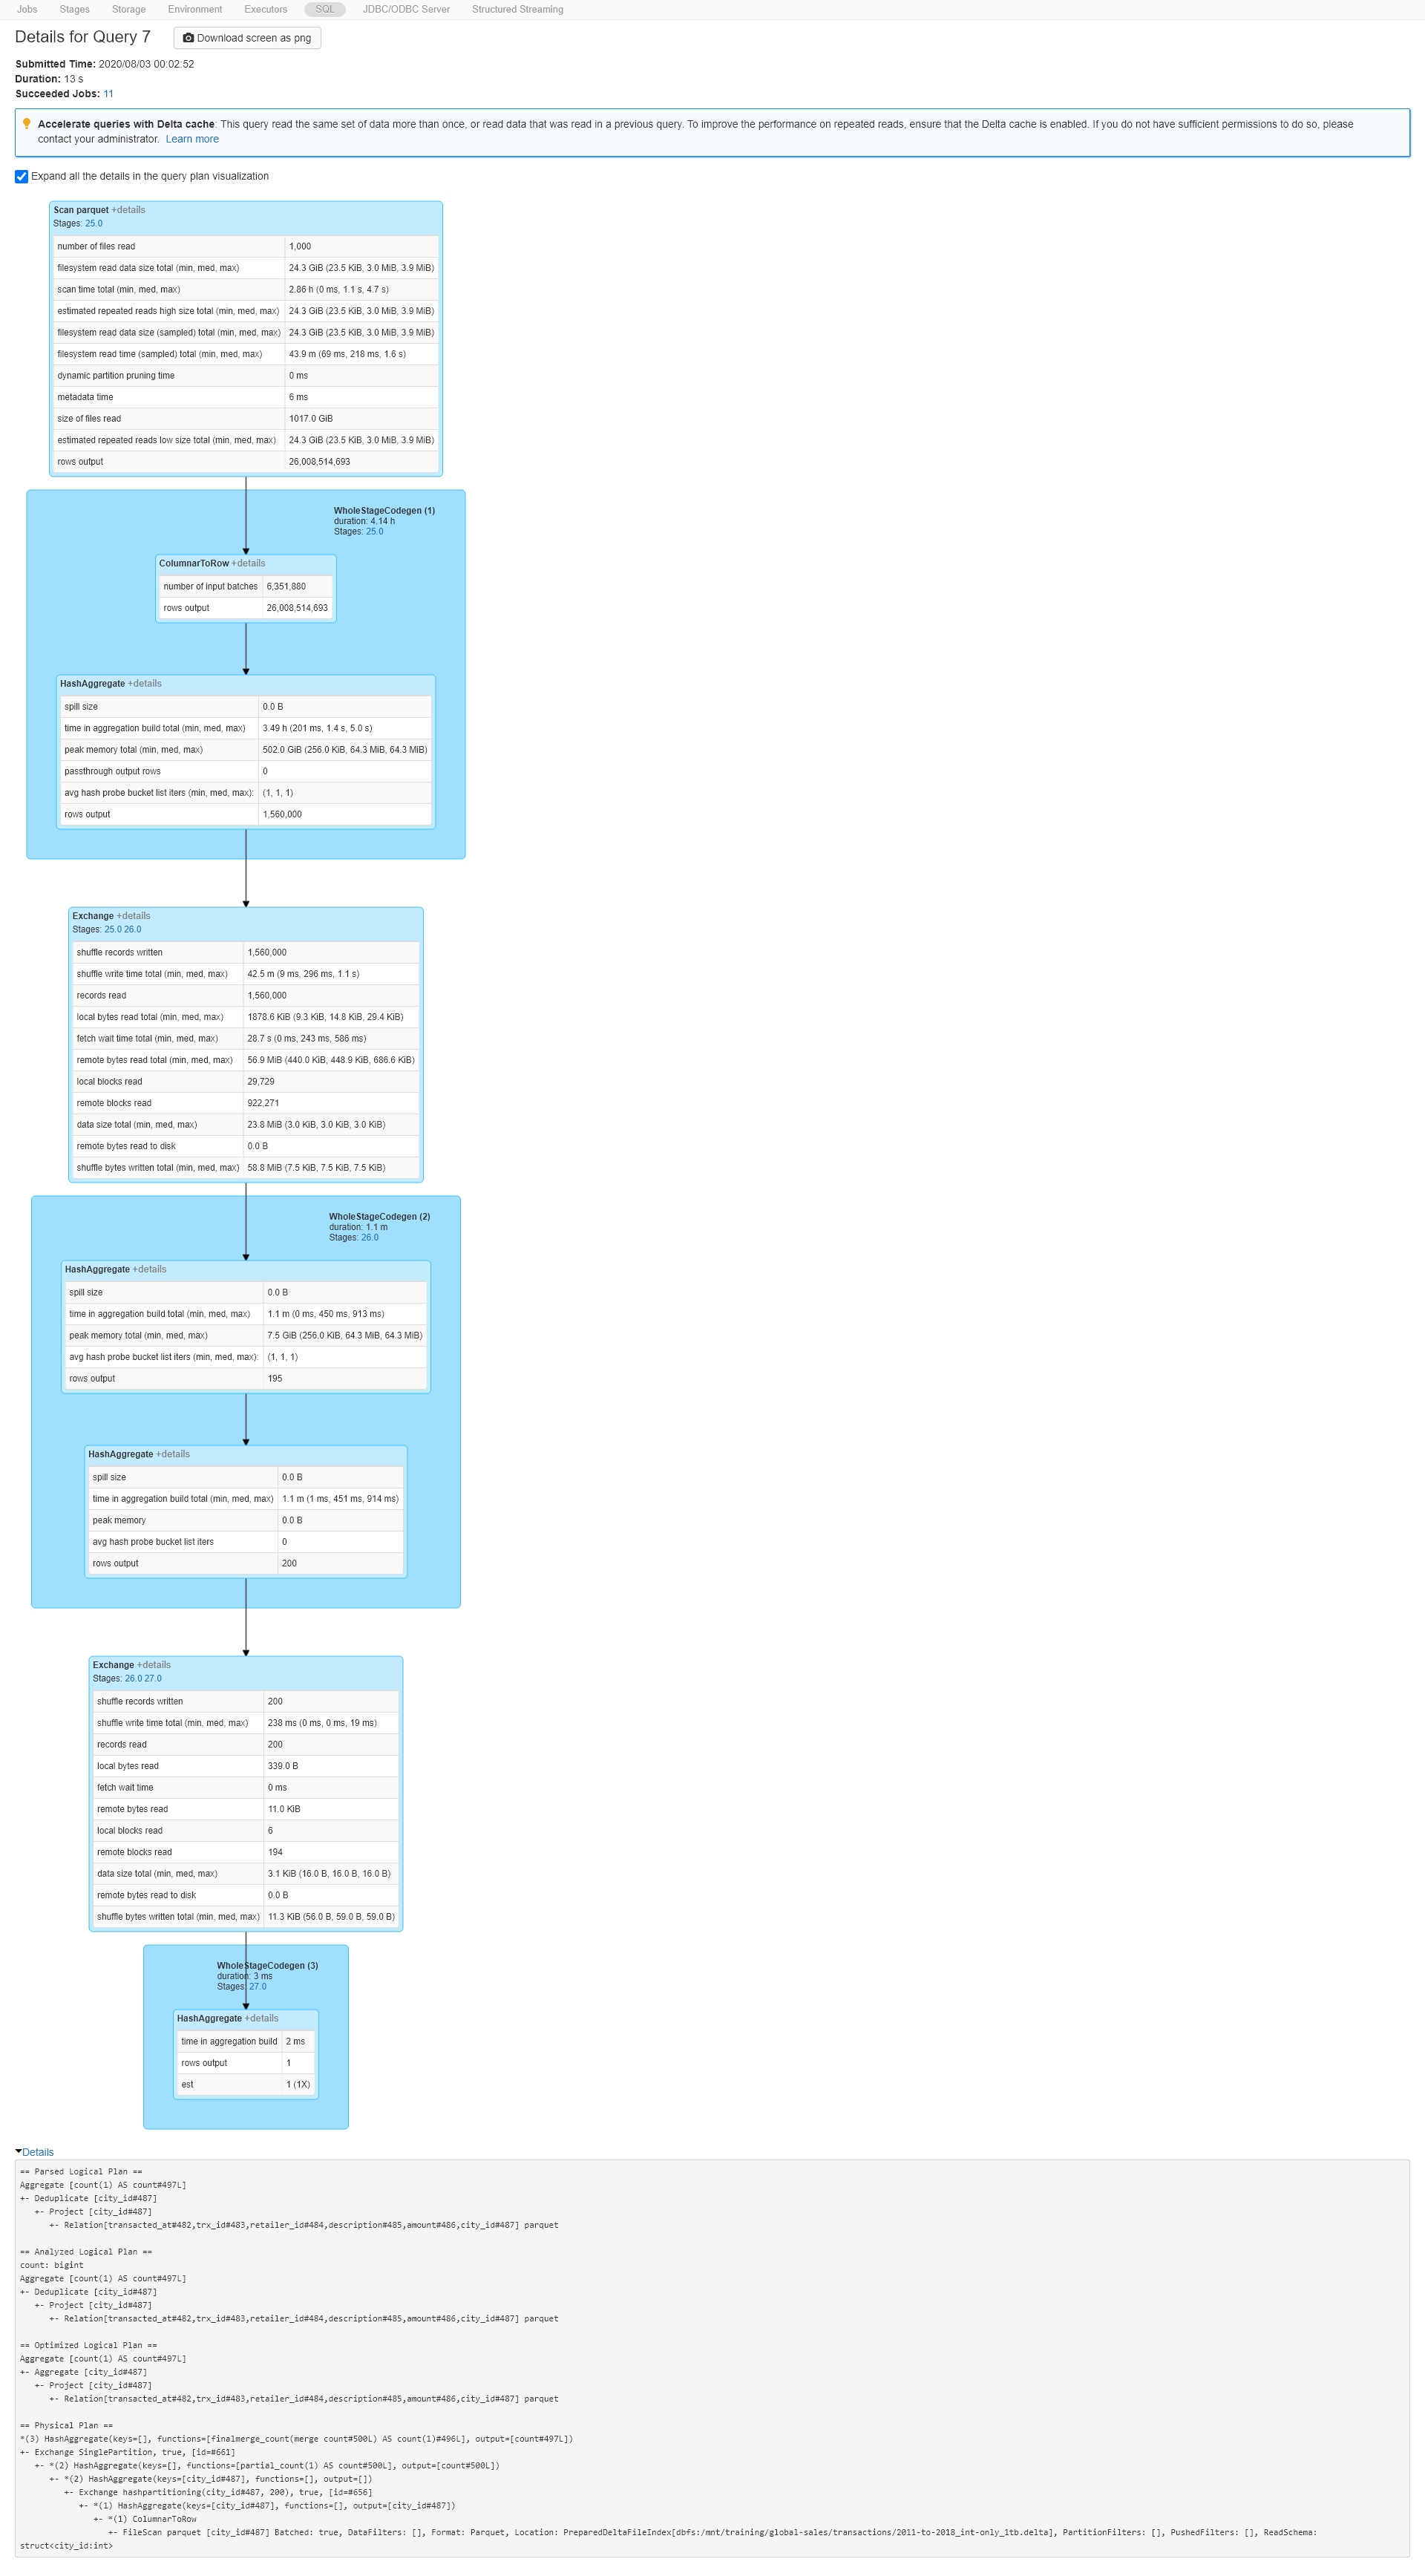 Jobs Stages Storage Environment Executors SQL JDBC/ODBC Server Structured Streaming
Details for Query 7 Download screen as png
Submitted Time: 2020/08/03 00:02:52
Duration: 13 s
Succeeded Jobs: 11
Accelerate queries with Delta cache: This query read the same set of data more than once, or read data that was read in a previous query. To improve the performance on repeated reads, ensure that the Delta cache is enabled. If you do not have sufficient permissions to do so, please
contact your administrator. Learn more
Expand all the details in the query plan visualization
Scan parquet +details
Stages: 25.0
number of files read 1,000
filesystem read data size total (min, med, max) 24.3 GiB (23.5 KiB, 3.0 MiB, 3.9 MiB)
scan time total (min, med, max) 2.86 h (0 ms, 1.1 s, 4.7 s)
estimated repeated reads high size total (min, med, max) 24.3 GiB (23.5 KiB, 3.0 MiB, 3.9 MiB)
filesystem read data size (sampled) total (min, med, max) 24.3 GiB (23.5 KiB, 3.0 MiB, 3.9 MiB)
filesystem read time (sampled) total (min, med, max) 43.9 m (69 ms, 218 ms, 1.6 s)
dynamic partition pruning time 0 ms
metadata time 6 ms
size of files read 1017.0 GiB
estimated repeated reads low size total (min, med, max) 24.3 GiB (23.5 KiB, 3.0 MiB, 3.9 MiB)
rows output 26,008,514,693
WholeStageCodegen (1)
duration: 4.14 h
Stages: 25.0
ColumnarToRow +details
number of input batches 6,351,880
rows output 26,008,514,693
HashAggregate +details
spill size 0.0 B
time in aggregation build total (min, med, max) 3.49 h (201 ms, 1.4 s, 5.0 s)
peak memory total (min, med, max) 502.0 GiB (256.0 KiB, 64.3 MiB, 64.3 MiB)
passthrough output rows 0
avg hash probe bucket list iters (min, med, max): (1, 1, 1)
rows output 1,560,000
Exchange +details
Stages: 25.0 26.0
shuffle records written 1,560,000
shuffle write time total (min, med, max) 42.5 m (9 ms, 296 ms, 1.1 s)
records read 1,560,000
local bytes read total (min, med, max) 1878.6 KiB (9.3 KiB, 14.8 KiB, 29.4 KiB)
fetch wait time total (min, med, max) 28.7 s (0 ms, 243 ms, 586 ms)
remote bytes read total (min, med, max) 56.9 MiB (440.0 KiB, 448.9 KiB, 686.6 KiB)
local blocks read 29,729
remote blocks read 922,271
data size total (min, med, max) 23.8 MiB (3.0 KiB, 3.0 KiB, 3.0 KiB)
remote bytes read to disk 0.0 B
shuffle bytes written total (min, med, max) 58.8 MiB (7.5 KiB, 7.5 KiB, 7.5 KiB)
WholeStageCodegen (2)
duration: 1.1 m
Stages: 26.0
HashAggregate +details
spill size 0.0 B
time in aggregation build total (min, med, max) 1.1 m (0 ms, 450 ms, 913 ms)
peak memory total (min, med, max) 7.5 GiB (256.0 KiB, 64.3 MiB, 64.3 MiB)
avg hash probe bucket list iters (min, med, max): (1, 1, 1)
rows output 195
HashAggregate +details
spill size 0.0 B
time in aggregation build total (min, med, max) 1.1 m (1 ms, 451 ms, 914 ms)
peak memory 0.0 B
avg hash probe bucket list iters 0
rows output 200
Exchange +details
Stages: 26.0 27.0
shuffle records written 200
shuffle write time total (min, med, max) 238 ms (0 ms, 0 ms, 19 ms)
records read 200
local bytes read 339.0 B
fetch wait time 0 ms
remote bytes read 11.0 KiB
local blocks read 6
remote blocks read 194
data size total (min, med, max) 3.1 KiB (16.0 B, 16.0 B, 16.0 B)
remote bytes read to disk 0.0 B
shuffle bytes written total (min, med, max) 11.3 KiB (56.0 B, 59.0 B, 59.0 B)
WholeStageCodegen (3)
duration: 3 ms
Stages: 27.0
HashAggregate +details
time in aggregation build 2 ms
rows output 1
est 1 (1X)
Details
== Parsed Logical Plan ==
Aggregate [count(1) AS count#497L]
+- Deduplicate [city_id#487]
   +- Project [city_id#487]
      +- Relation[transacted_at#482,trx_id#483,retailer_id#484,description#485,amount#486,city_id#487] parquet
== Analyzed Logical Plan ==
count: bigint
Aggregate [count(1) AS count#497L]
+- Deduplicate [city_id#487]
   +- Project [city_id#487]
      +- Relation[transacted_at#482,trx_id#483,retailer_id#484,description#485,amount#486,city_id#487] parquet
== Optimized Logical Plan ==
Aggregate [count(1) AS count#497L]
+- Aggregate [city_id#487]
   +- Project [city_id#487]
      +- Relation[transacted_at#482,trx_id#483,retailer_id#484,description#485,amount#486,city_id#487] parquet
== Physical Plan ==
*(3) HashAggregate(keys=[], functions=[finalmerge_count(merge count#500L) AS count(1)#496L], output=[count#497L])
+- Exchange SinglePartition, true, [id=#661]
   +- *(2) HashAggregate(keys=[], functions=[partial_count(1) AS count#500L], output=[count#500L])
      +- *(2) HashAggregate(keys=[city_id#487], functions=[], output=[])
         +- Exchange hashpartitioning(city_id#487, 200), true, [id=#656]
            +- *(1) HashAggregate(keys=[city_id#487], functions=[], output=[city_id#487])
               +- *(1) ColumnarToRow
                  +- FileScan parquet [city_id#487] Batched: true, DataFilters: [], Format: Parquet, Location: PreparedDeltaFileIndex[dbfs:/mnt/training/global-sales/transactions/2011-to-2018_int-only_1tb.delta], PartitionFilters: [], PushedFilters: [], ReadSchema:
struct<city_id:int>